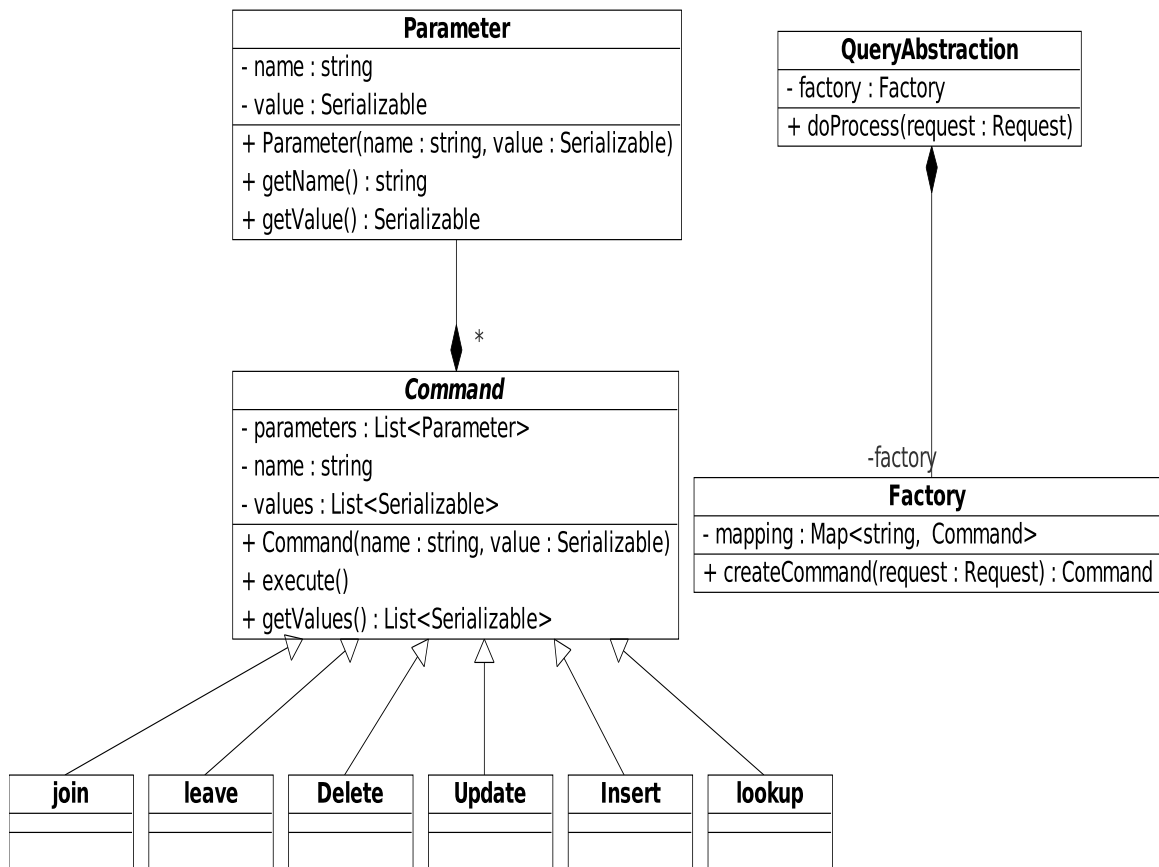 Parameter
- name : string
- value : Serializable
+ Parameter(name : string, value : Serializable)
+ getName() : string
+ getValue() : Serializable
QueryAbstraction
- factory : Factory
+ doProcess(request : Request)
*
Command
- parameters : List<Parameter>
- name : string
- values : List<Serializable>
+ Command(name : string, value : Serializable)
+ execute()
+ getValues() : List<Serializable>
-factory
Factory
- mapping : Map<string, Command>
+ createCommand(request : Request) : Command
join
leave
Delete
Update
Insert
lookup